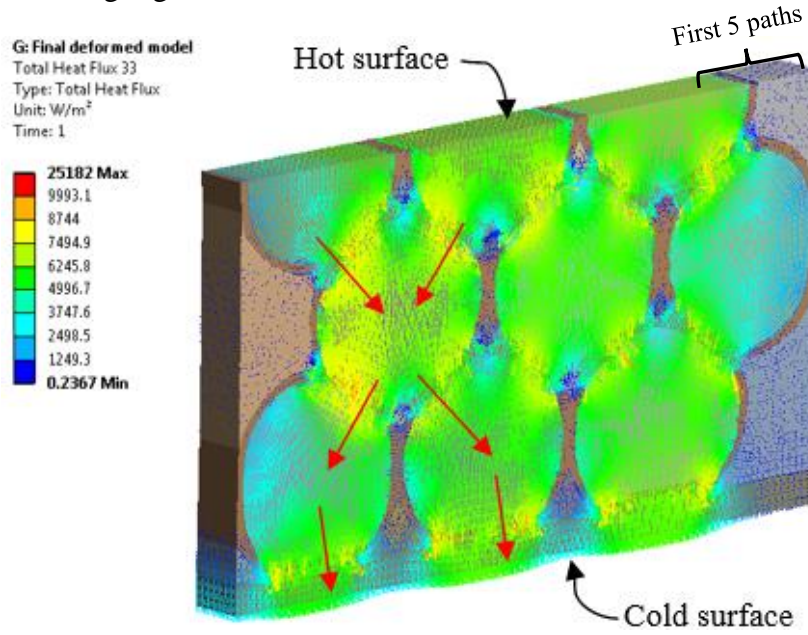 G: Final deformed model
Total Heat Flux 33
Type: Total Heat Flux
Unit: W/m²
Time: 1
25182 Max
9993.1
8744
7494.9
6245.8
4996.7
3747.6
2498.5
1249.3
0.2367 Min
Hot surface
First 5 paths
Cold surface